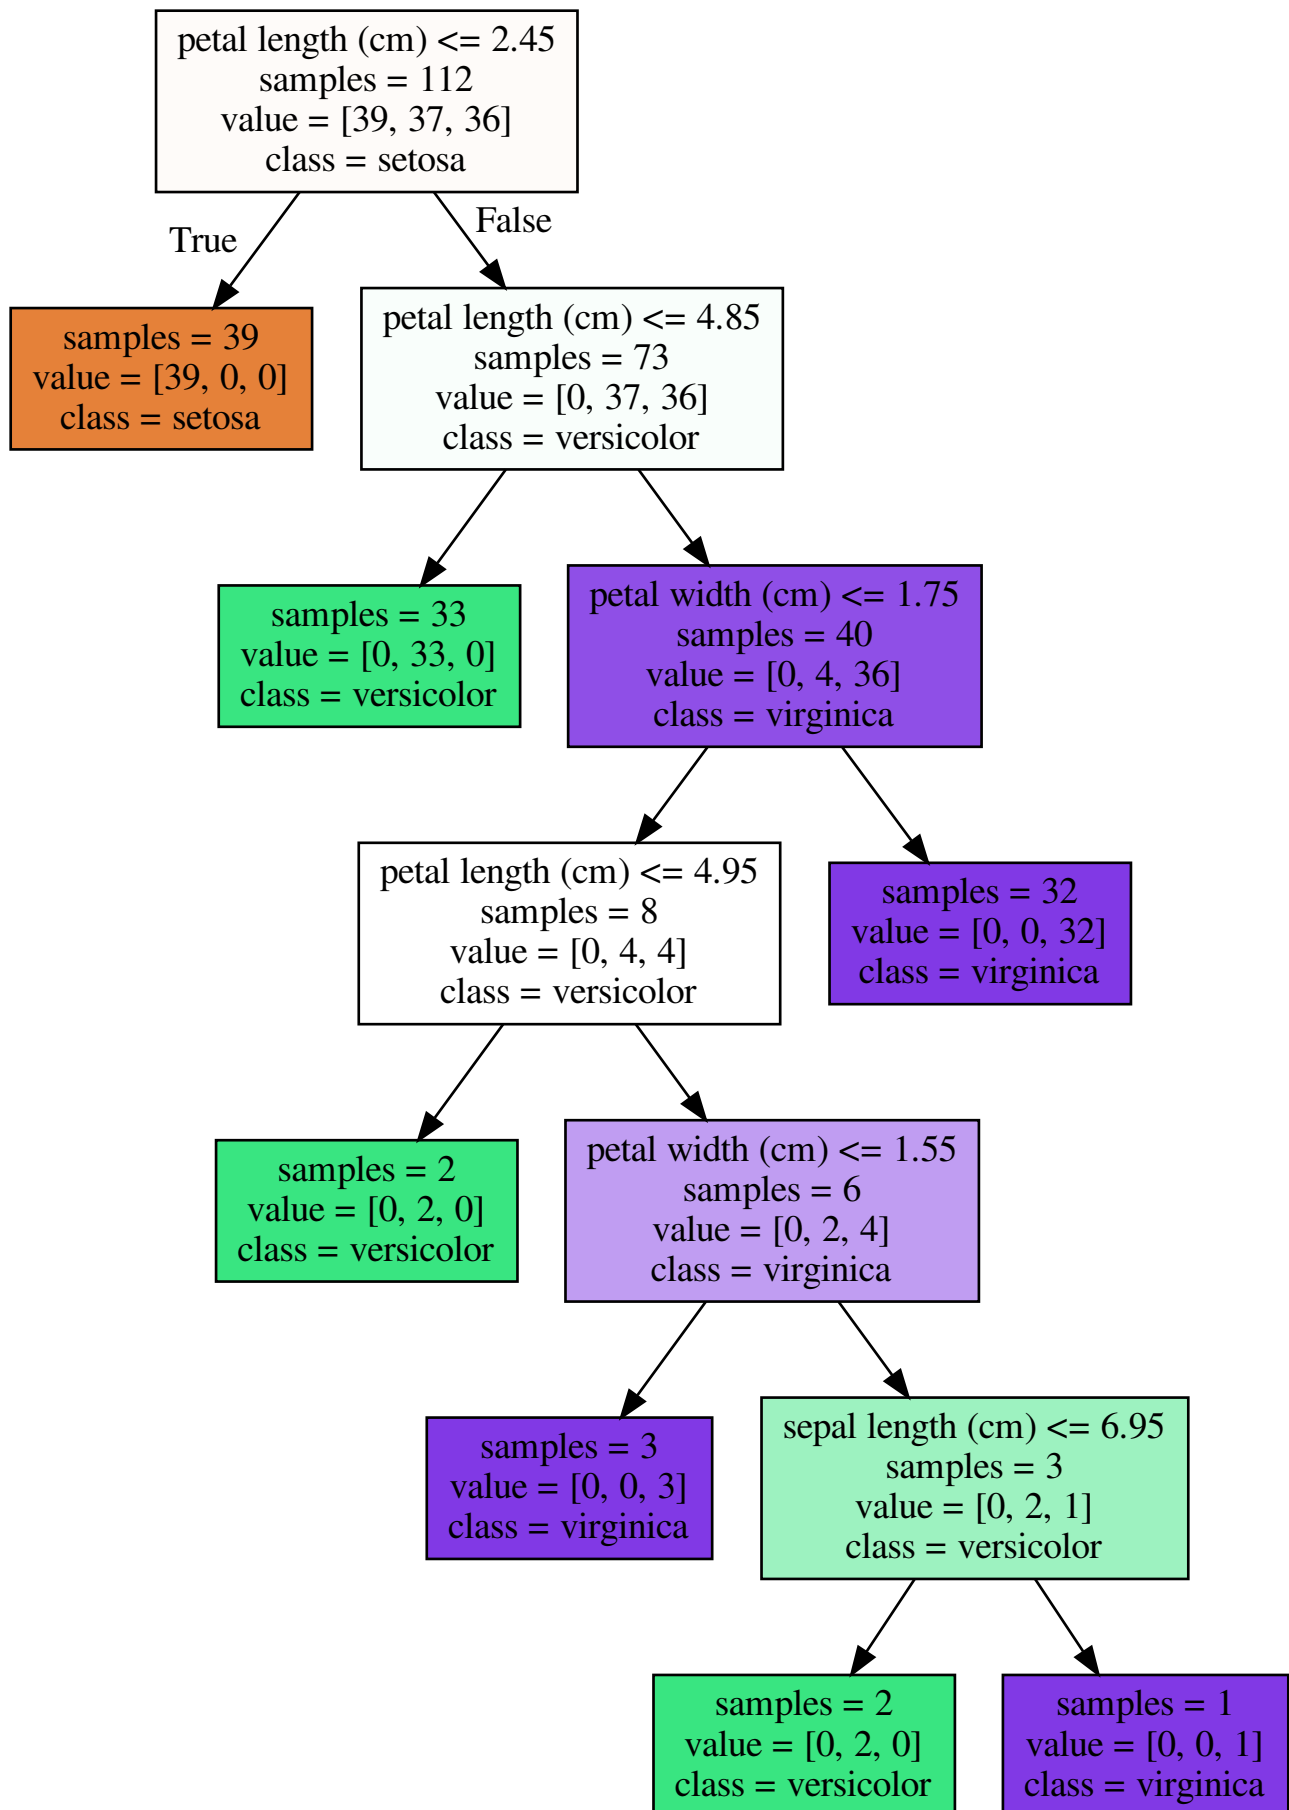 petal length (cm) <= 2.45
samples = 112
value = [39, 37, 36]
class = setosa
True
False
samples = 39
value = [39, 0, 0]
class = setosa
petal length (cm) <= 4.85
samples = 73
value = [0, 37, 36]
class = versicolor
samples = 33
value = [0, 33, 0]
class = versicolor
petal width (cm) <= 1.75
samples = 40
value = [0, 4, 36]
class = virginica
petal length (cm) <= 4.95
samples = 8
value = [0, 4, 4]
class = versicolor
samples = 32
value = [0, 0, 32]
class = virginica
samples = 2
value = [0, 2, 0]
class = versicolor
petal width (cm) <= 1.55
samples = 6
value = [0, 2, 4]
class = virginica
samples = 3
value = [0, 0, 3]
class = virginica
sepal length (cm) <= 6.95
samples = 3
value = [0, 2, 1]
class = versicolor
samples = 2
value = [0, 2, 0]
class = versicolor
samples = 1
value = [0, 0, 1]
class = virginica